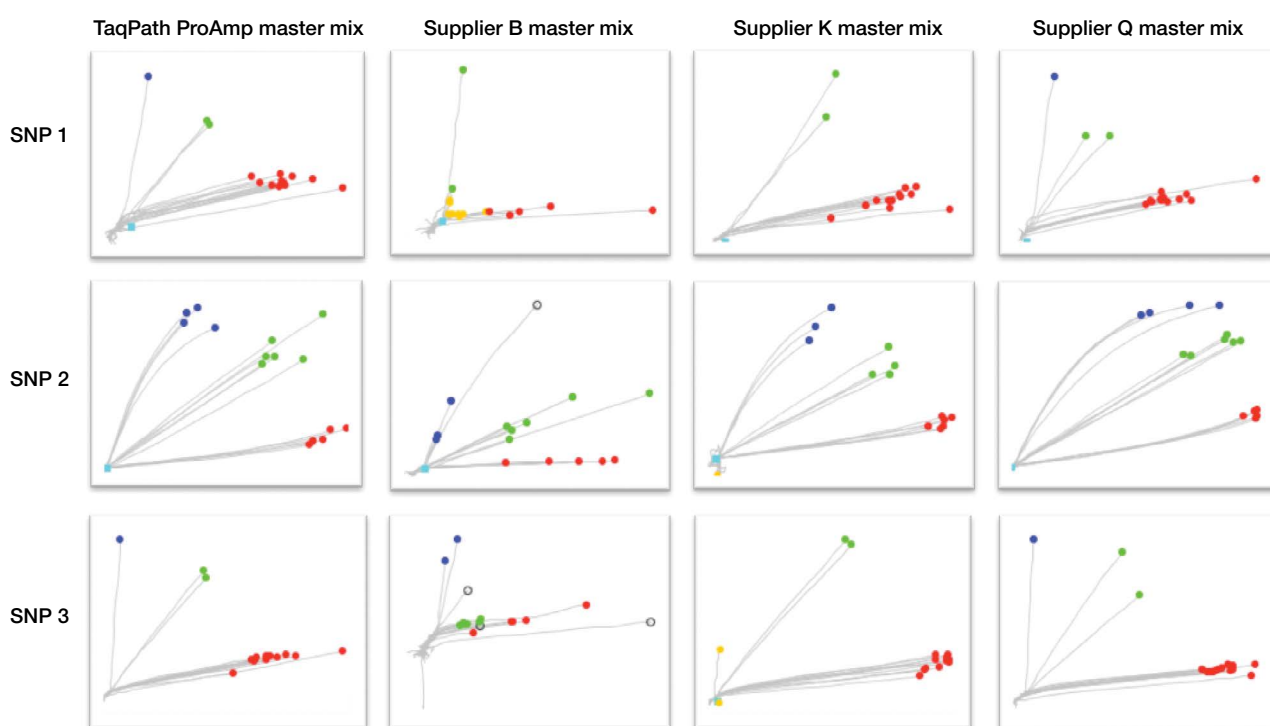 TaqPath ProAmp master mix
Supplier B master mix
Supplier K master mix
Supplier Q master mix
SNP 1
SNP 2
SNP 3